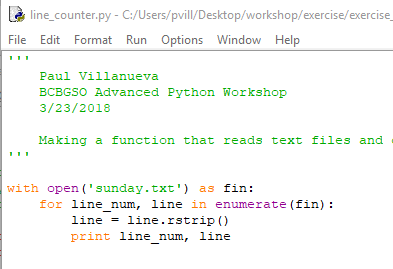 line_counter.py - C:/Users/pvill/Desktop/workshop/exercise/exercise_
File Edit Format Run Options Window Help
'''
    Paul Villanueva
    BCBGSO Advanced Python Workshop
    3/23/2018

    Making a function that reads text files and
'''

with open('sunday.txt') as fin:
    for line_num, line in enumerate(fin):
        line = line.rstrip()
        print line_num, line